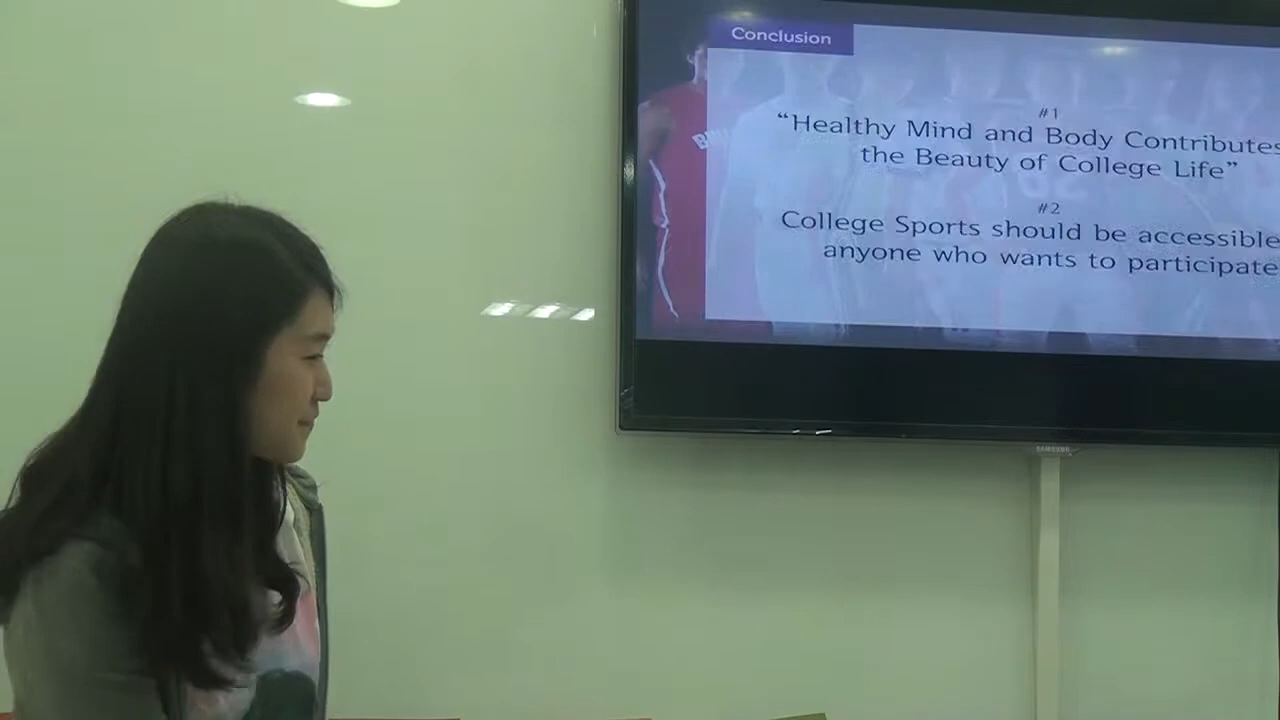 Conclusion
#1
“Healthy Mind and Body Contributes
the Beauty of College Life”
#2
College Sports should be accessible
anyone who wants to participate
SAMSUNG